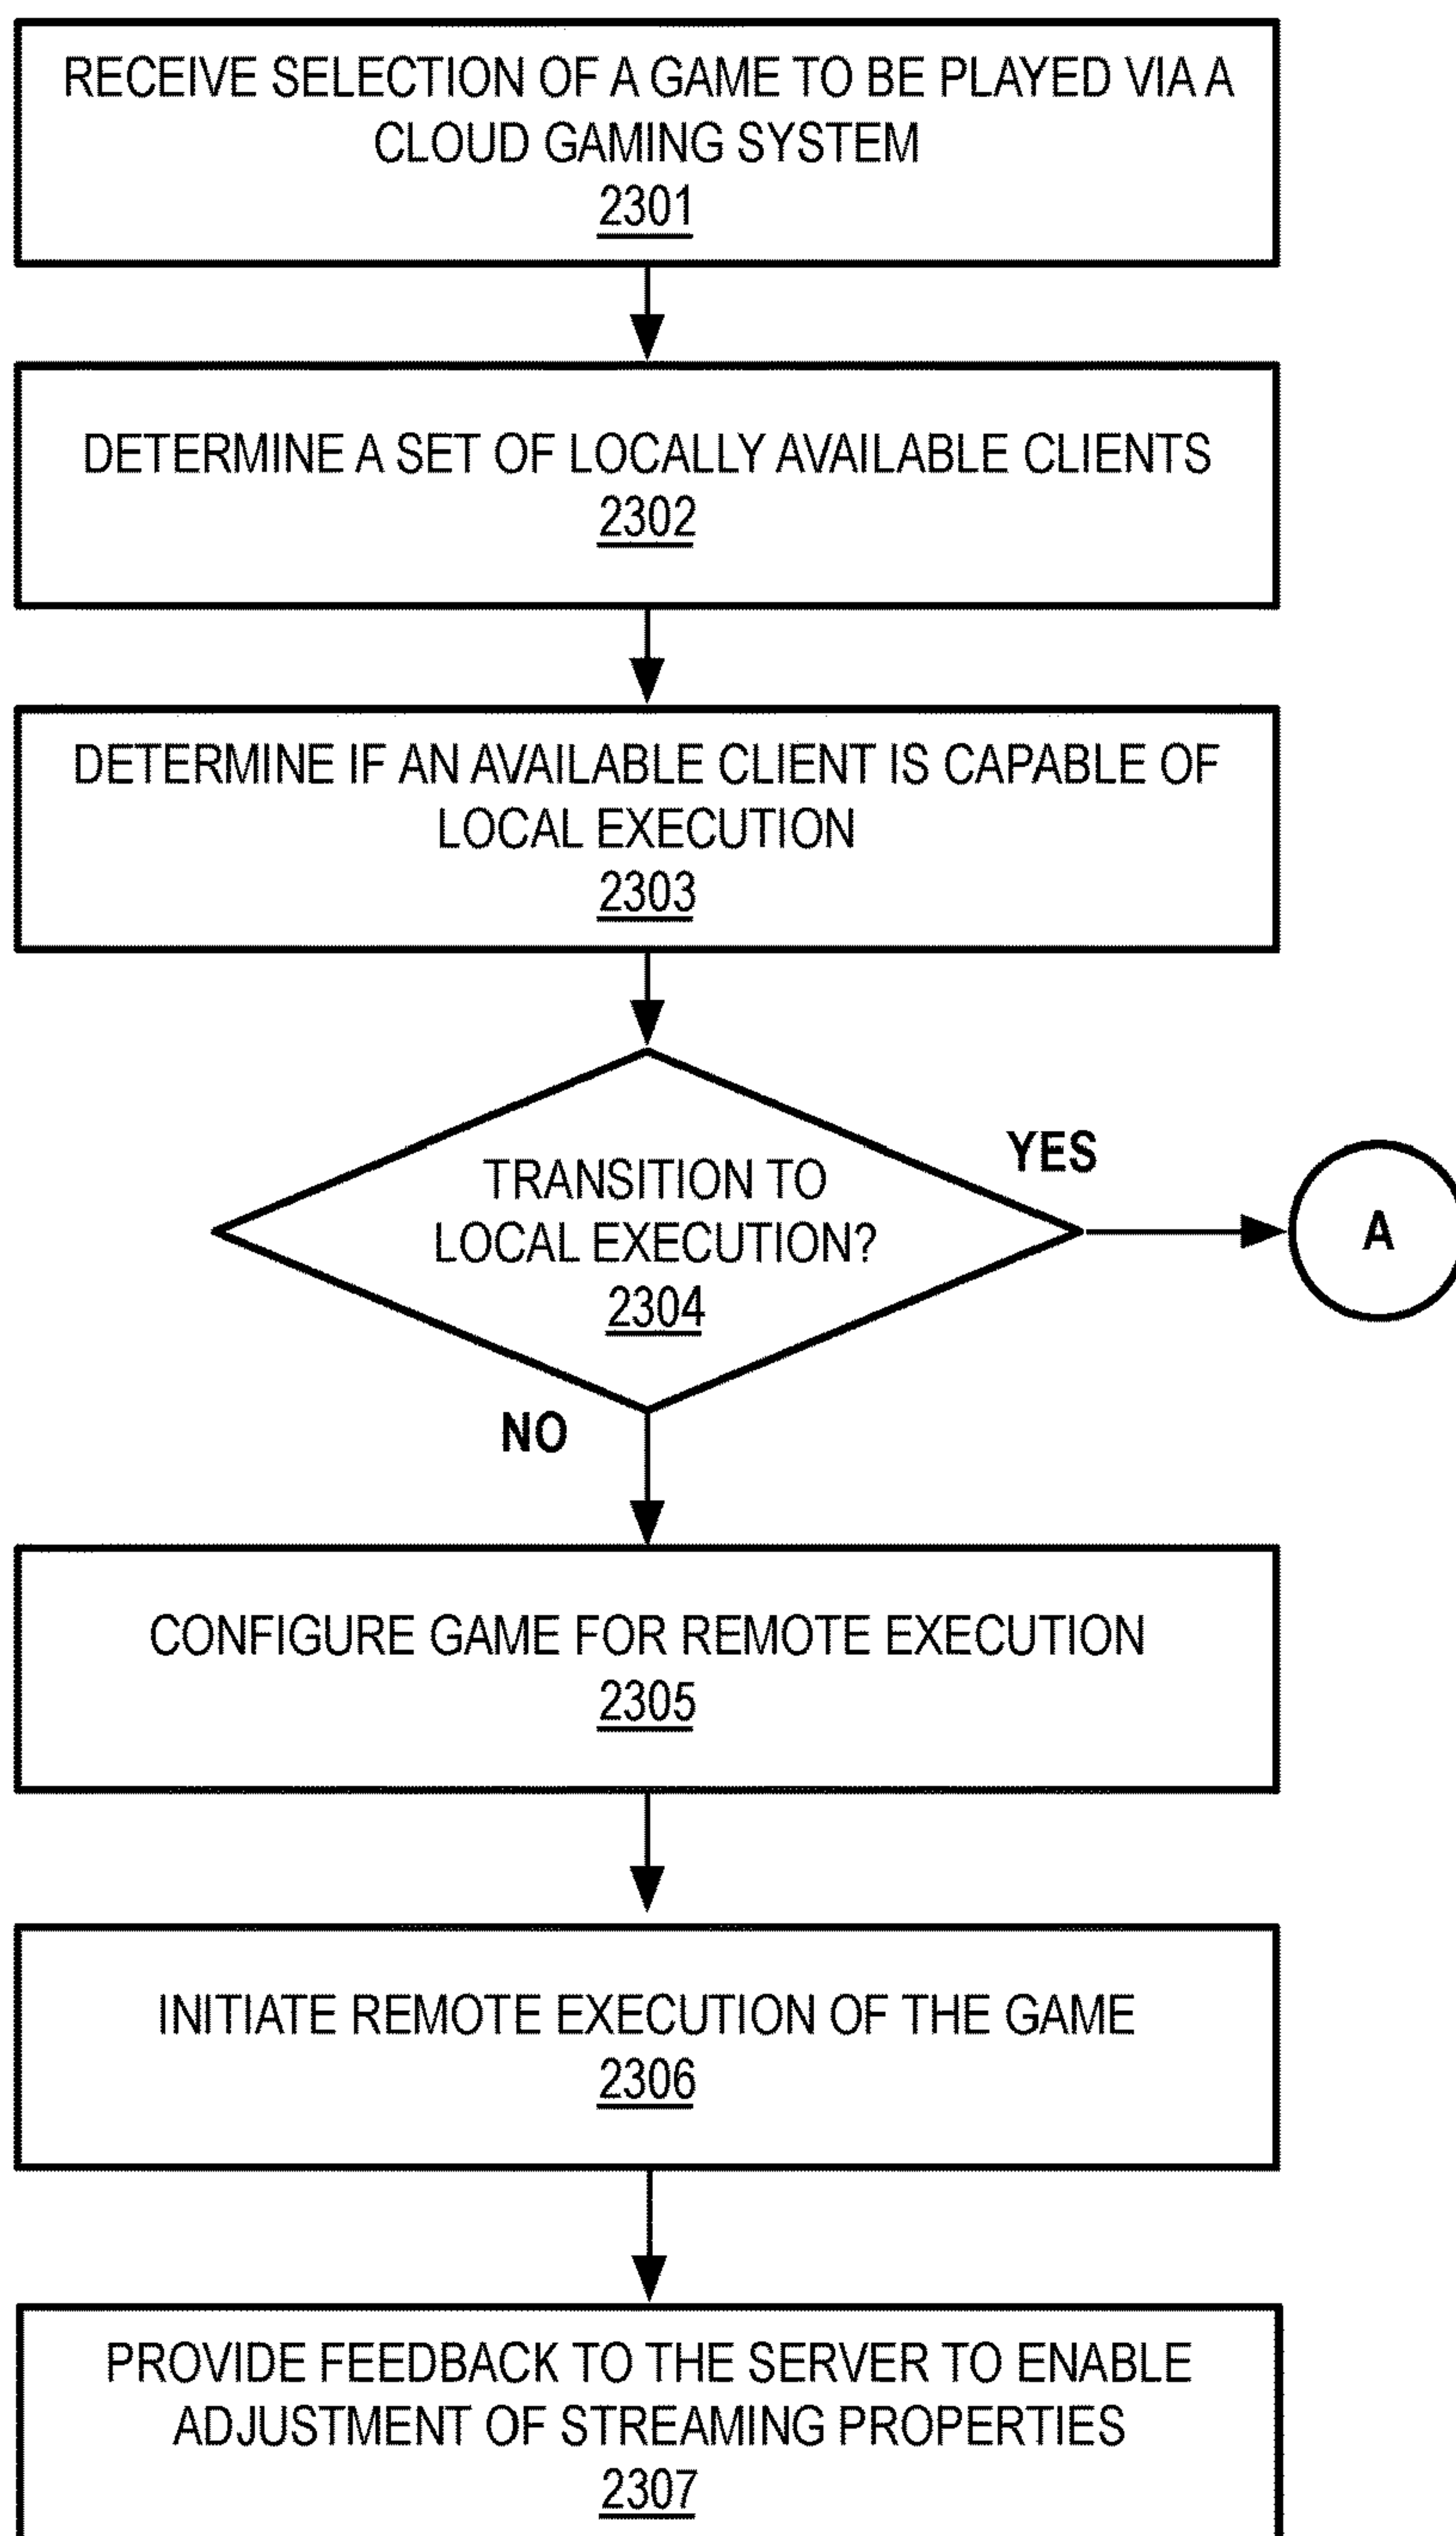 RECEIVE SELECTION OF A GAME TO BE PLAYED VIA A
CLOUD GAMING SYSTEM
2301
DETERMINE A SET OF LOCALLY AVAILABLE CLIENTS
2302
DETERMINE IF AN AVAILABLE CLIENT IS CAPABLE OF
LOCAL EXECUTION
2303
TRANSITION TO
LOCAL EXECUTION?
2304
YES
A
NO
CONFIGURE GAME FOR REMOTE EXECUTION
2305
INITIATE REMOTE EXECUTION OF THE GAME
2306
PROVIDE FEEDBACK TO THE SERVER TO ENABLE
ADJUSTMENT OF STREAMING PROPERTIES
2307